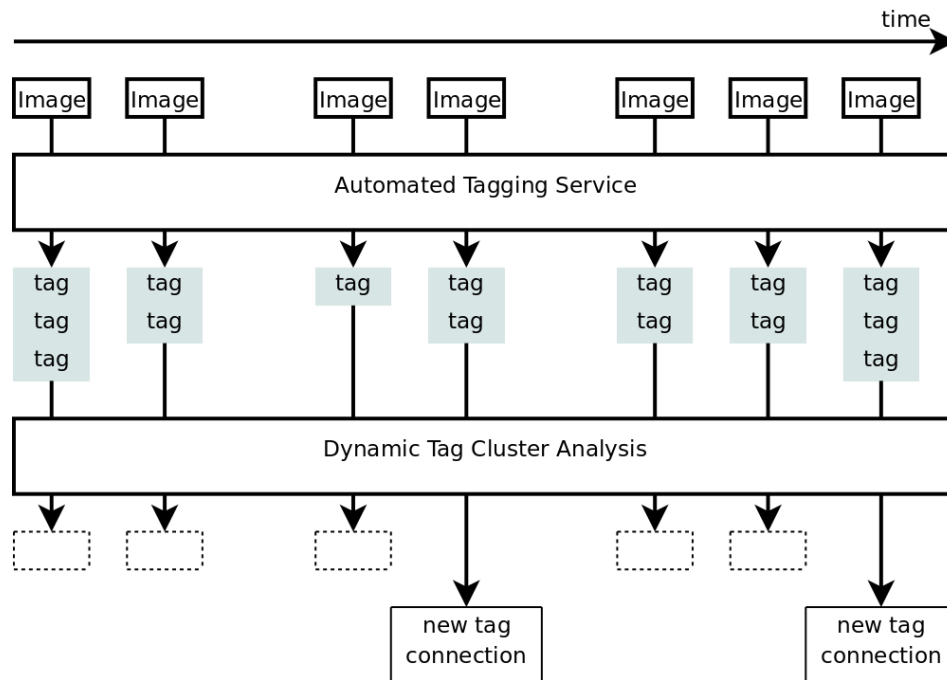 time
Image Image Image Image Image Image Image
Automated Tagging Service
tag tag tag tag tag tag tag
tag tag tag tag tag tag
tag tag
Dynamic Tag Cluster Analysis
new tag new tag
connection connection